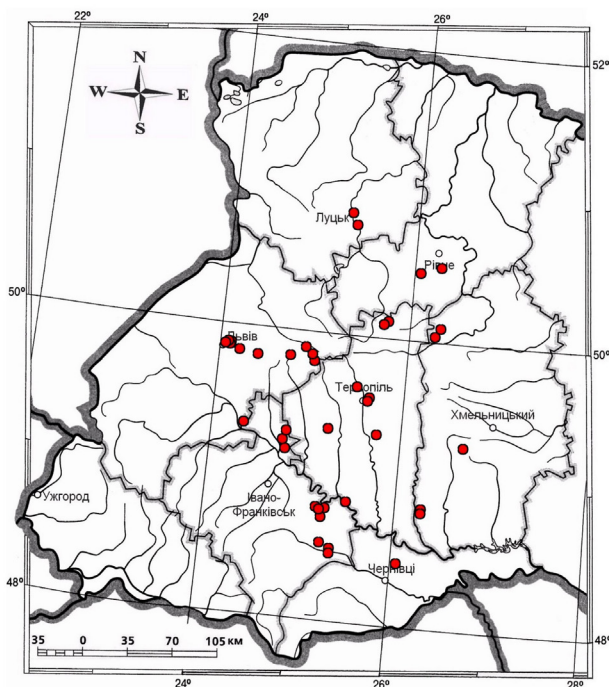 22º 24º 26º
52º 52º
N
W E
S
Луцьк
Рівне
50º
Львів
50º
Тернопіль
Хмельницький
Ужгород
Івано-
Франківськ
48º
Чернівці
48º
35 0 35 70 105 км
24º 26º 28º